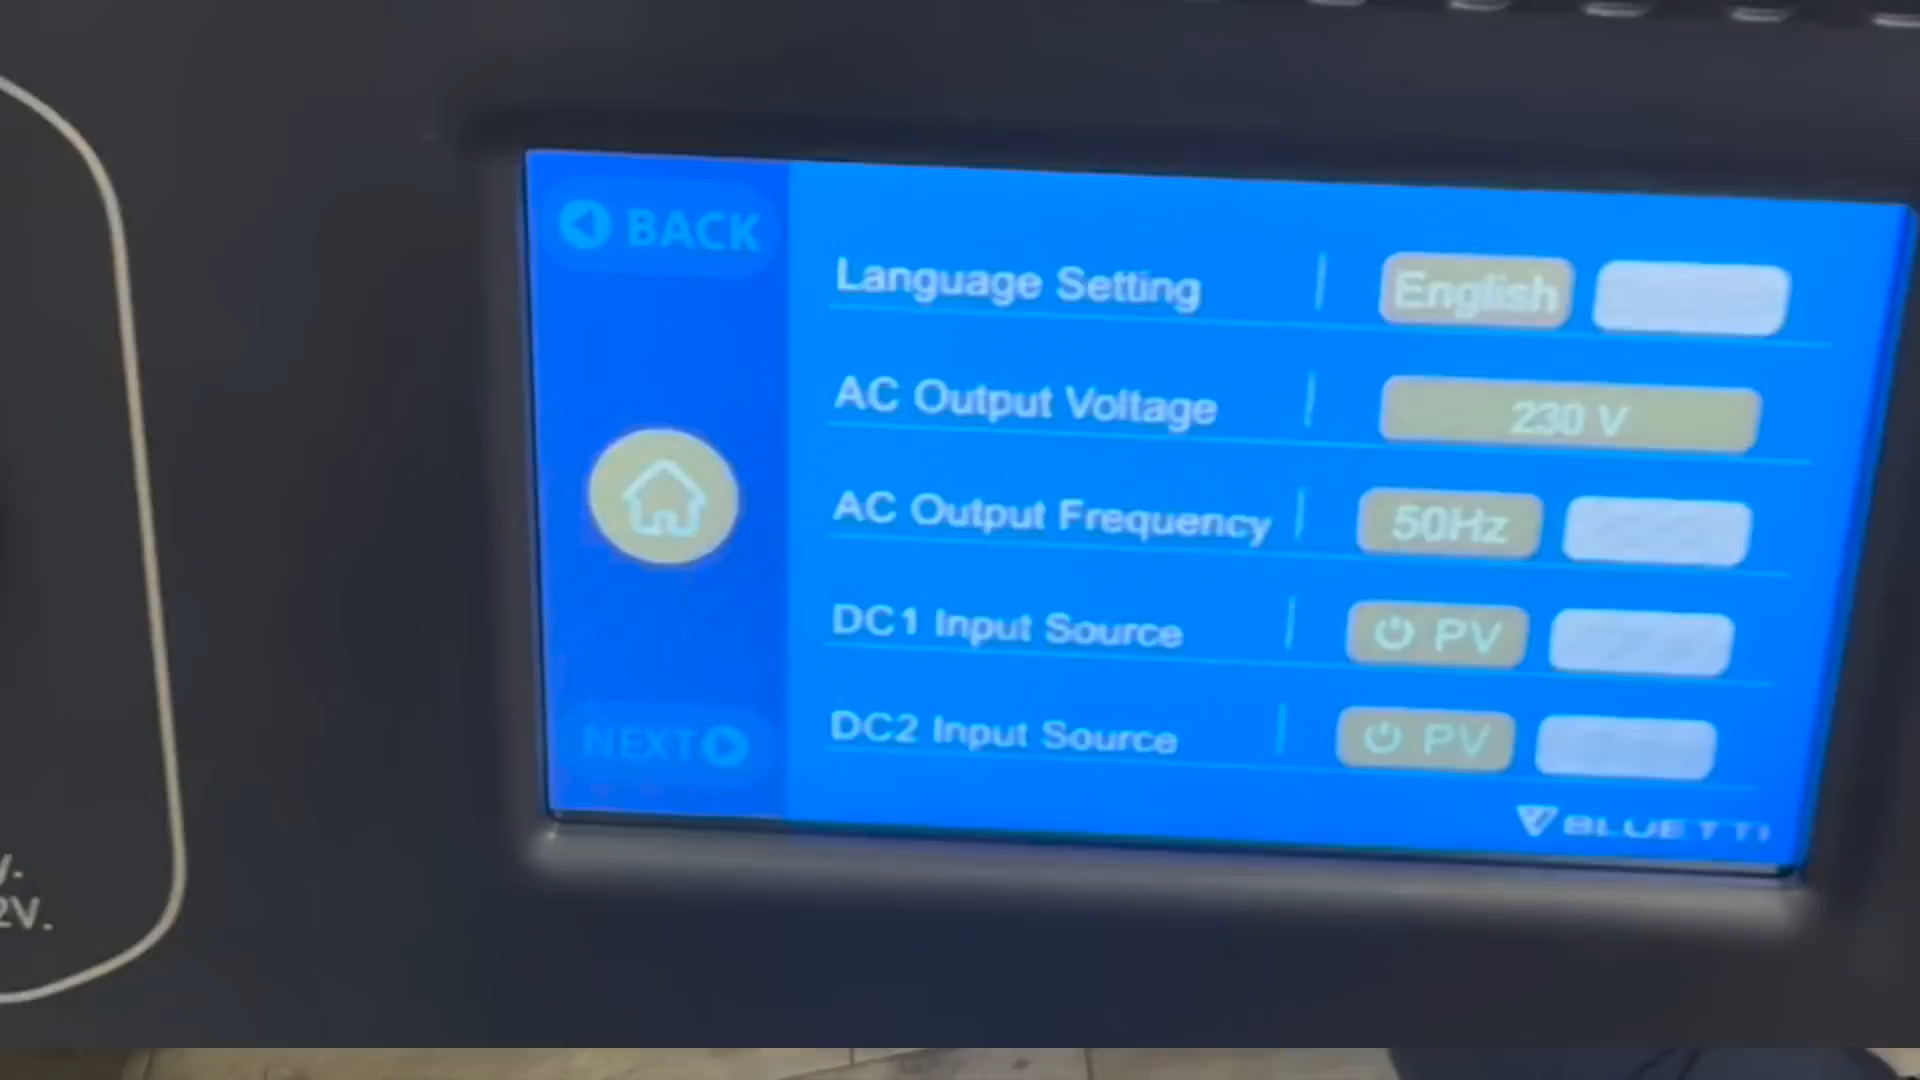 BACK
Language Setting
English
AC Output Voltage
230 V
AC Output Frequency
50Hz
DC1 Input Source
PV
DC2 Input Source
PV
NEXT
BLUETTI
2V.